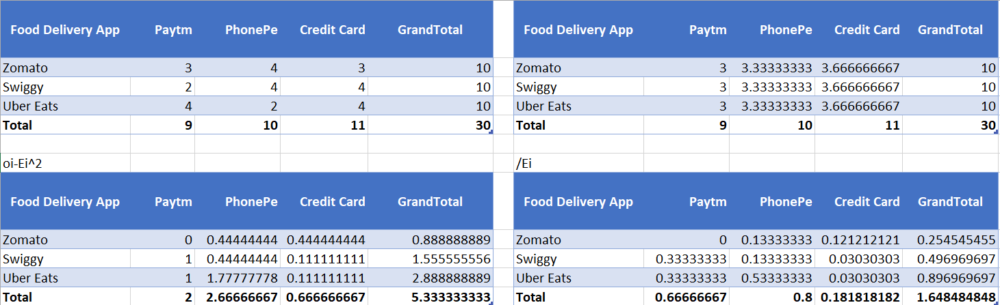 Food Delivery App Paytm PhonePe Credit Card GrandTotal
Zomato 3 4 3 10
Swiggy 2 4 4 10
Uber Eats 4 2 4 10
Total 9 10 11 30
Food Delivery App Paytm PhonePe Credit Card GrandTotal
Zomato 3 3.33333333 3.666666667 10
Swiggy 3 3.33333333 3.666666667 10
Uber Eats 3 3.33333333 3.666666667 10
Total 9 10 11 30
oi-Ei^2
Food Delivery App Paytm PhonePe Credit Card GrandTotal
Zomato 0 0.44444444 0.444444444 0.888888889
Swiggy 1 0.44444444 0.111111111 1.555555556
Uber Eats 1 1.77777778 0.111111111 2.888888889
Total 2 2.66666667 0.666666667 5.333333333
/Ei
Food Delivery App Paytm PhonePe Credit Card GrandTotal
Zomato 0 0.13333333 0.121212121 0.254545455
Swiggy 0.33333333 0.13333333 0.03030303 0.496969697
Uber Eats 0.33333333 0.53333333 0.03030303 0.896969697
Total 0.66666667 0.8 0.181818182 1.648484848